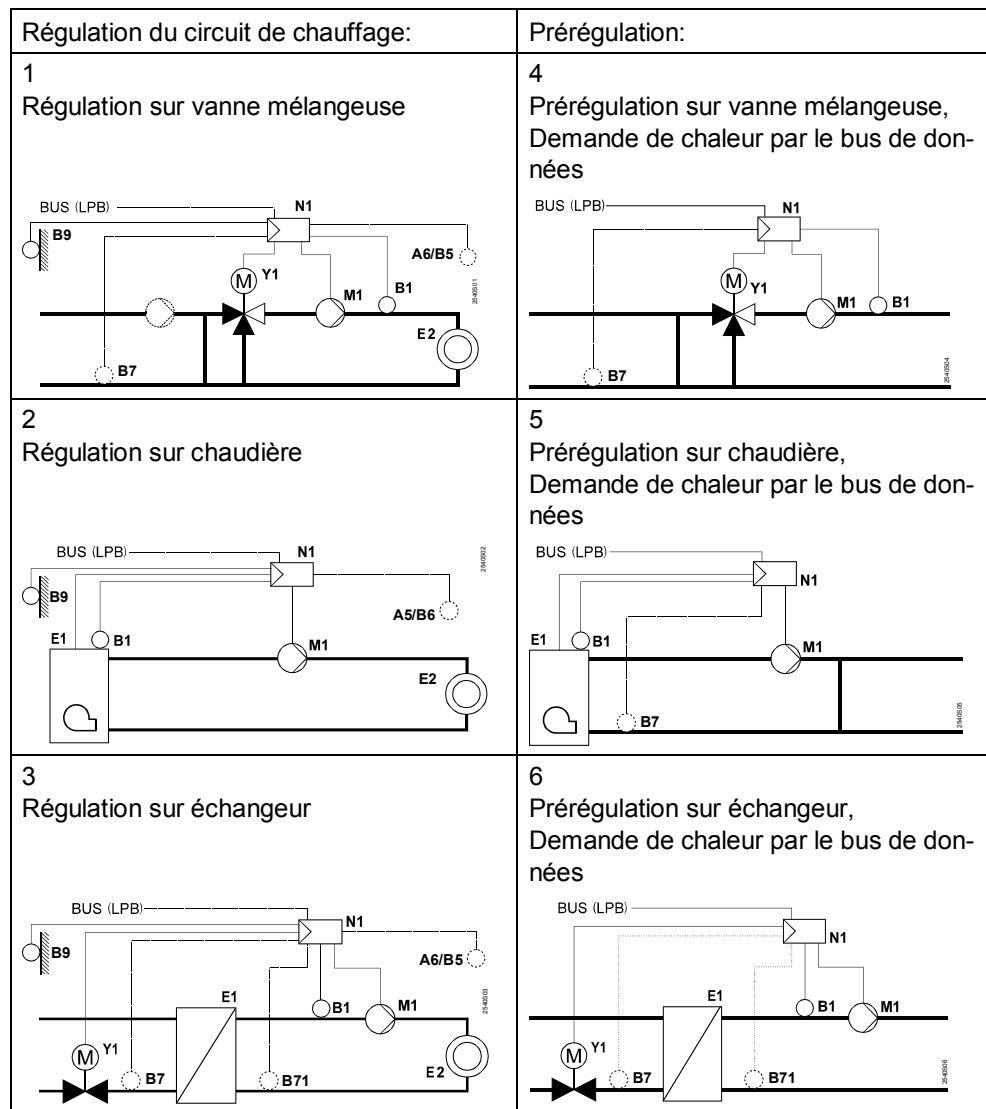 Régulation du circuit de chauffage:
Prérégulation:
1
Régulation sur vanne mélangeuse
BUS (LPB)
N1
B9
A6/B5
Y1
M
M1
B1
E2
B7
2540S01
4
Prérégulation sur vanne mélangeuse,
Demande de chaleur par le bus de don-
nées
BUS (LPB)
N1
Y1
M
M1
B1
B7
2540S04
2
Régulation sur chaudière
BUS (LPB)
N1
2540S02
B9
A5/B6
E1
B1
M1
E2
5
Prérégulation sur chaudière,
Demande de chaleur par le bus de don-
nées
BUS (LPB)
N1
E1
B1
M1
B7
2540S05
3
Régulation sur échangeur
BUS (LPB)
N1
B9
A6/B5
E1
B1
M1
2540S03
Y1
M
B7
B71
E2
6
Prérégulation sur échangeur,
Demande de chaleur par le bus de don-
nées
BUS (LPB)
N1
E1
B1
M1
Y1
M
B7
B71
2540S06